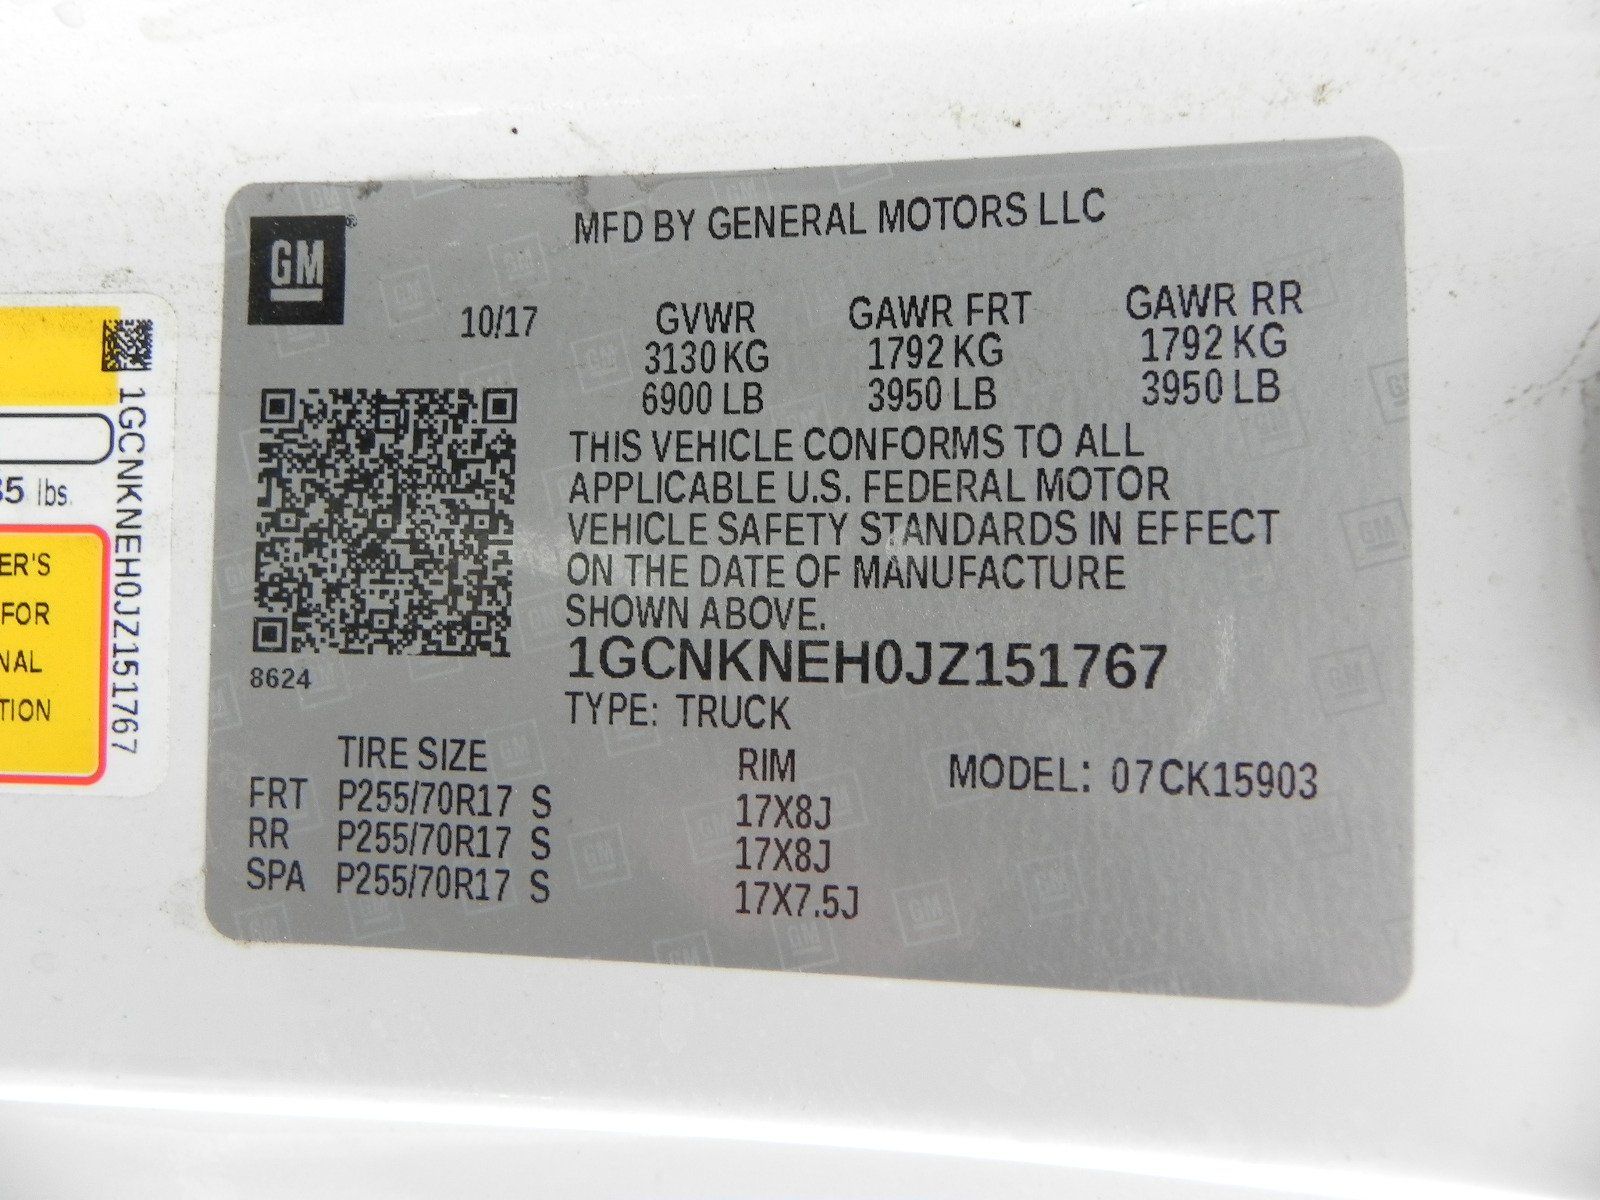 GM
MFD BY GENERAL MOTORS LLC
10/17
GVWR GAWR FRT GAWR RR
3130 KG 1792 KG 1792 KG
6900 LB 3950 LB 3950 LB
THIS VEHICLE CONFORMS TO ALL
APPLICABLE U.S. FEDERAL MOTOR
VEHICLE SAFETY STANDARDS IN EFFECT
ON THE DATE OF MANUFACTURE
SHOWN ABOVE.
1GCNKNEH0JZ151767
8624
TYPE: TRUCK
TIRE SIZE RIM MODEL: 07CK15903
FRT P255/70R17 S 17X8J
RR P255/70R17 S 17X8J
SPA P255/70R17 S 17X7.5J
1GCNKNEH0JZ151767
lbs.
ER'S
FOR
NAL
TION